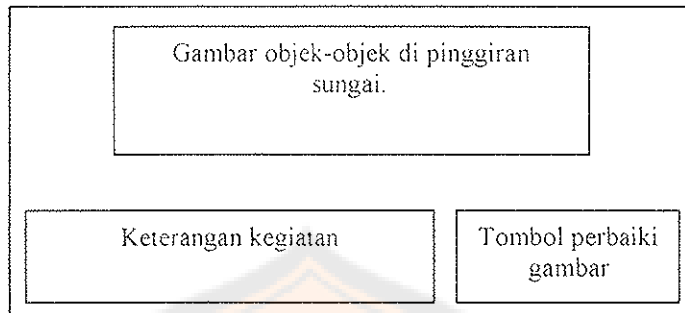 Gambar objek-objek di pinggiran
sungai.
Keterangan kegiatan
Tombol perbaiki
gambar